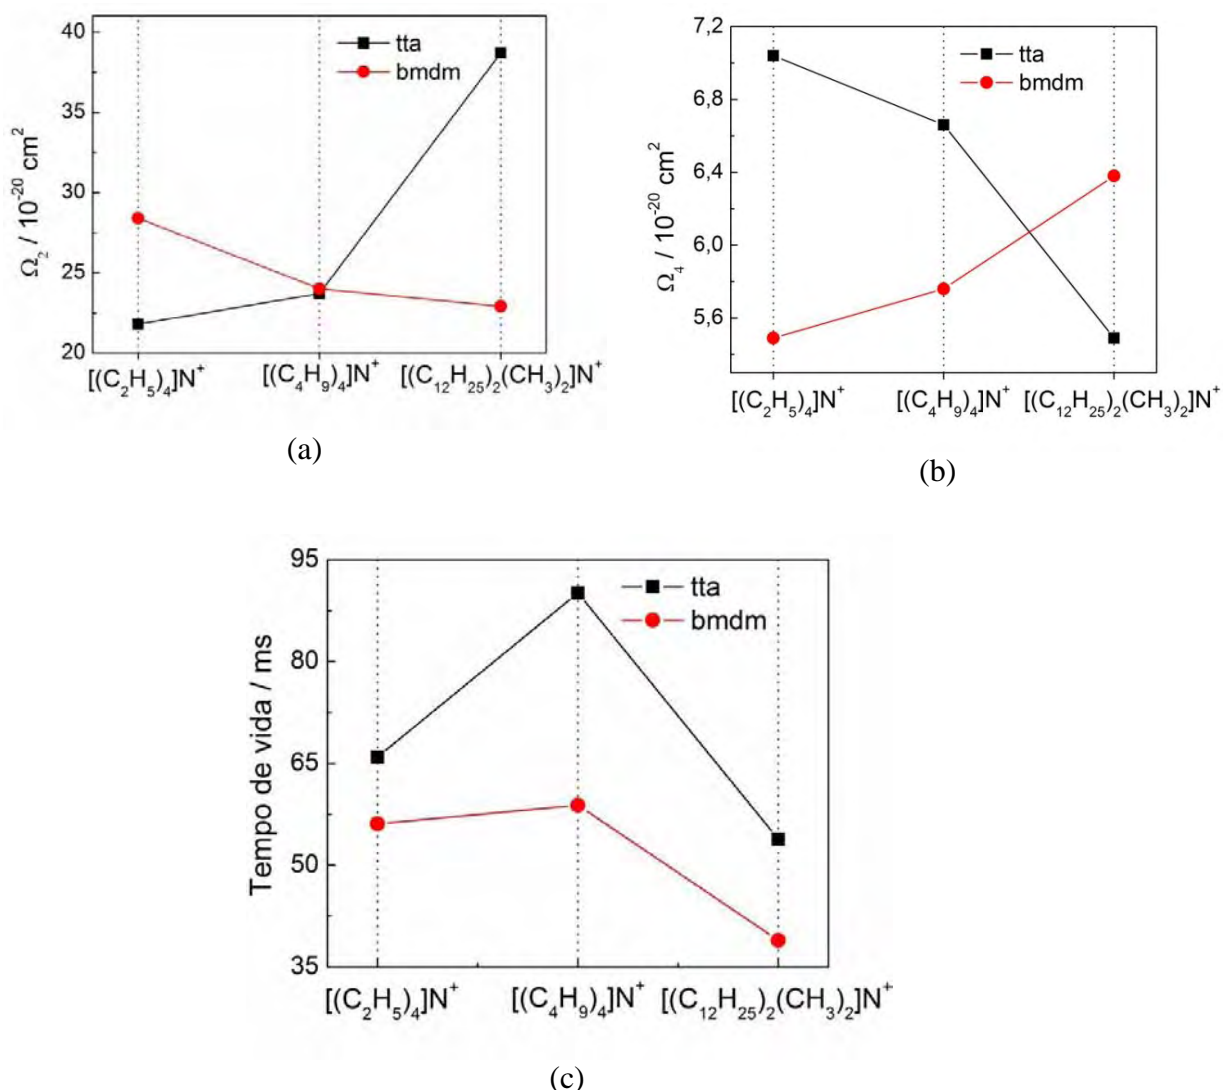 40
35
30
25
20
Ω₂ / 10⁻²⁰ cm²
tta
bmdm
[(C₂H₅)₄]N⁺ [((C₄H₉)₄]N⁺ [((C₁₂H₂₅)₂(CH₃)₂]N⁺
(a)
7,2
6,8
6,4
6,0
5,6
Ω₄ / 10⁻²⁰ cm²
tta
bmdm
[((C₂H₅)₄]N⁺ [((C₄H₉)₄]N⁺ [((C₁₂H₂₅)₂(CH₃)₂]N⁺
(b)
95
80
65
50
35
Tempo de vida / ms
tta
bmdm
[((C₂H₅)₄]N⁺ [((C₄H₉)₄]N⁺ [((C₁₂H₂₅)₂(CH₃)₂]N⁺
(c)